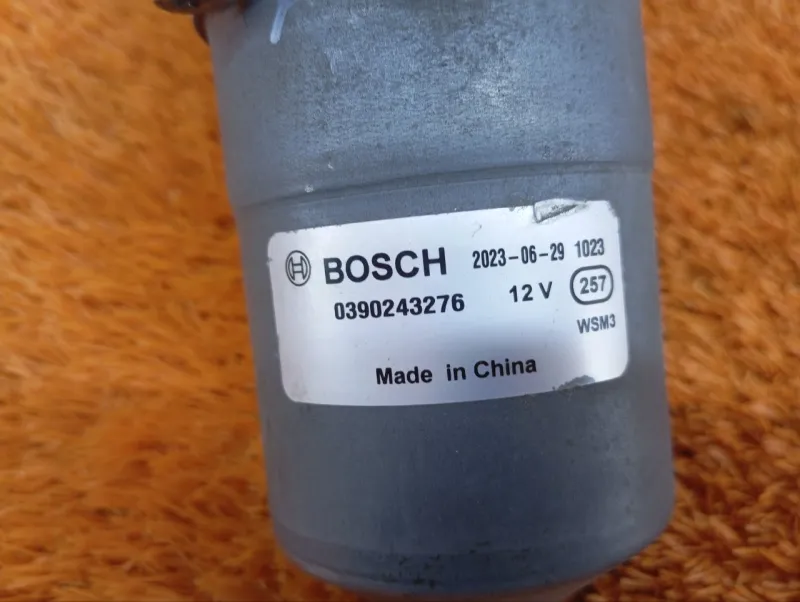 BOSCH 2023-06-29 1023
0390243276 12 V 257
WSM3
Made in China